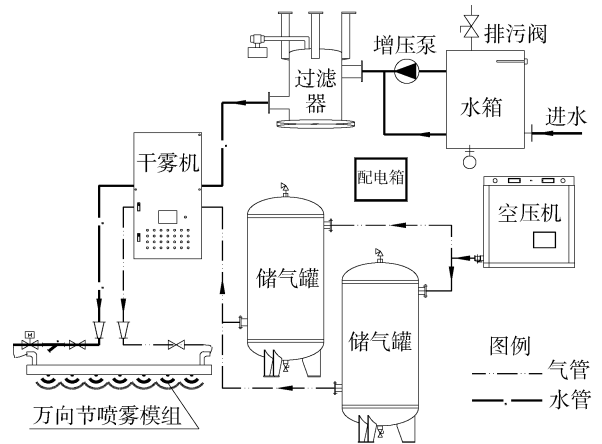 排污阀
增压泵
过滤
器
水箱
进水
干雾机
配电箱
空压机
储气罐
储气罐
M
图例
气管
水管
万向节喷雾模组